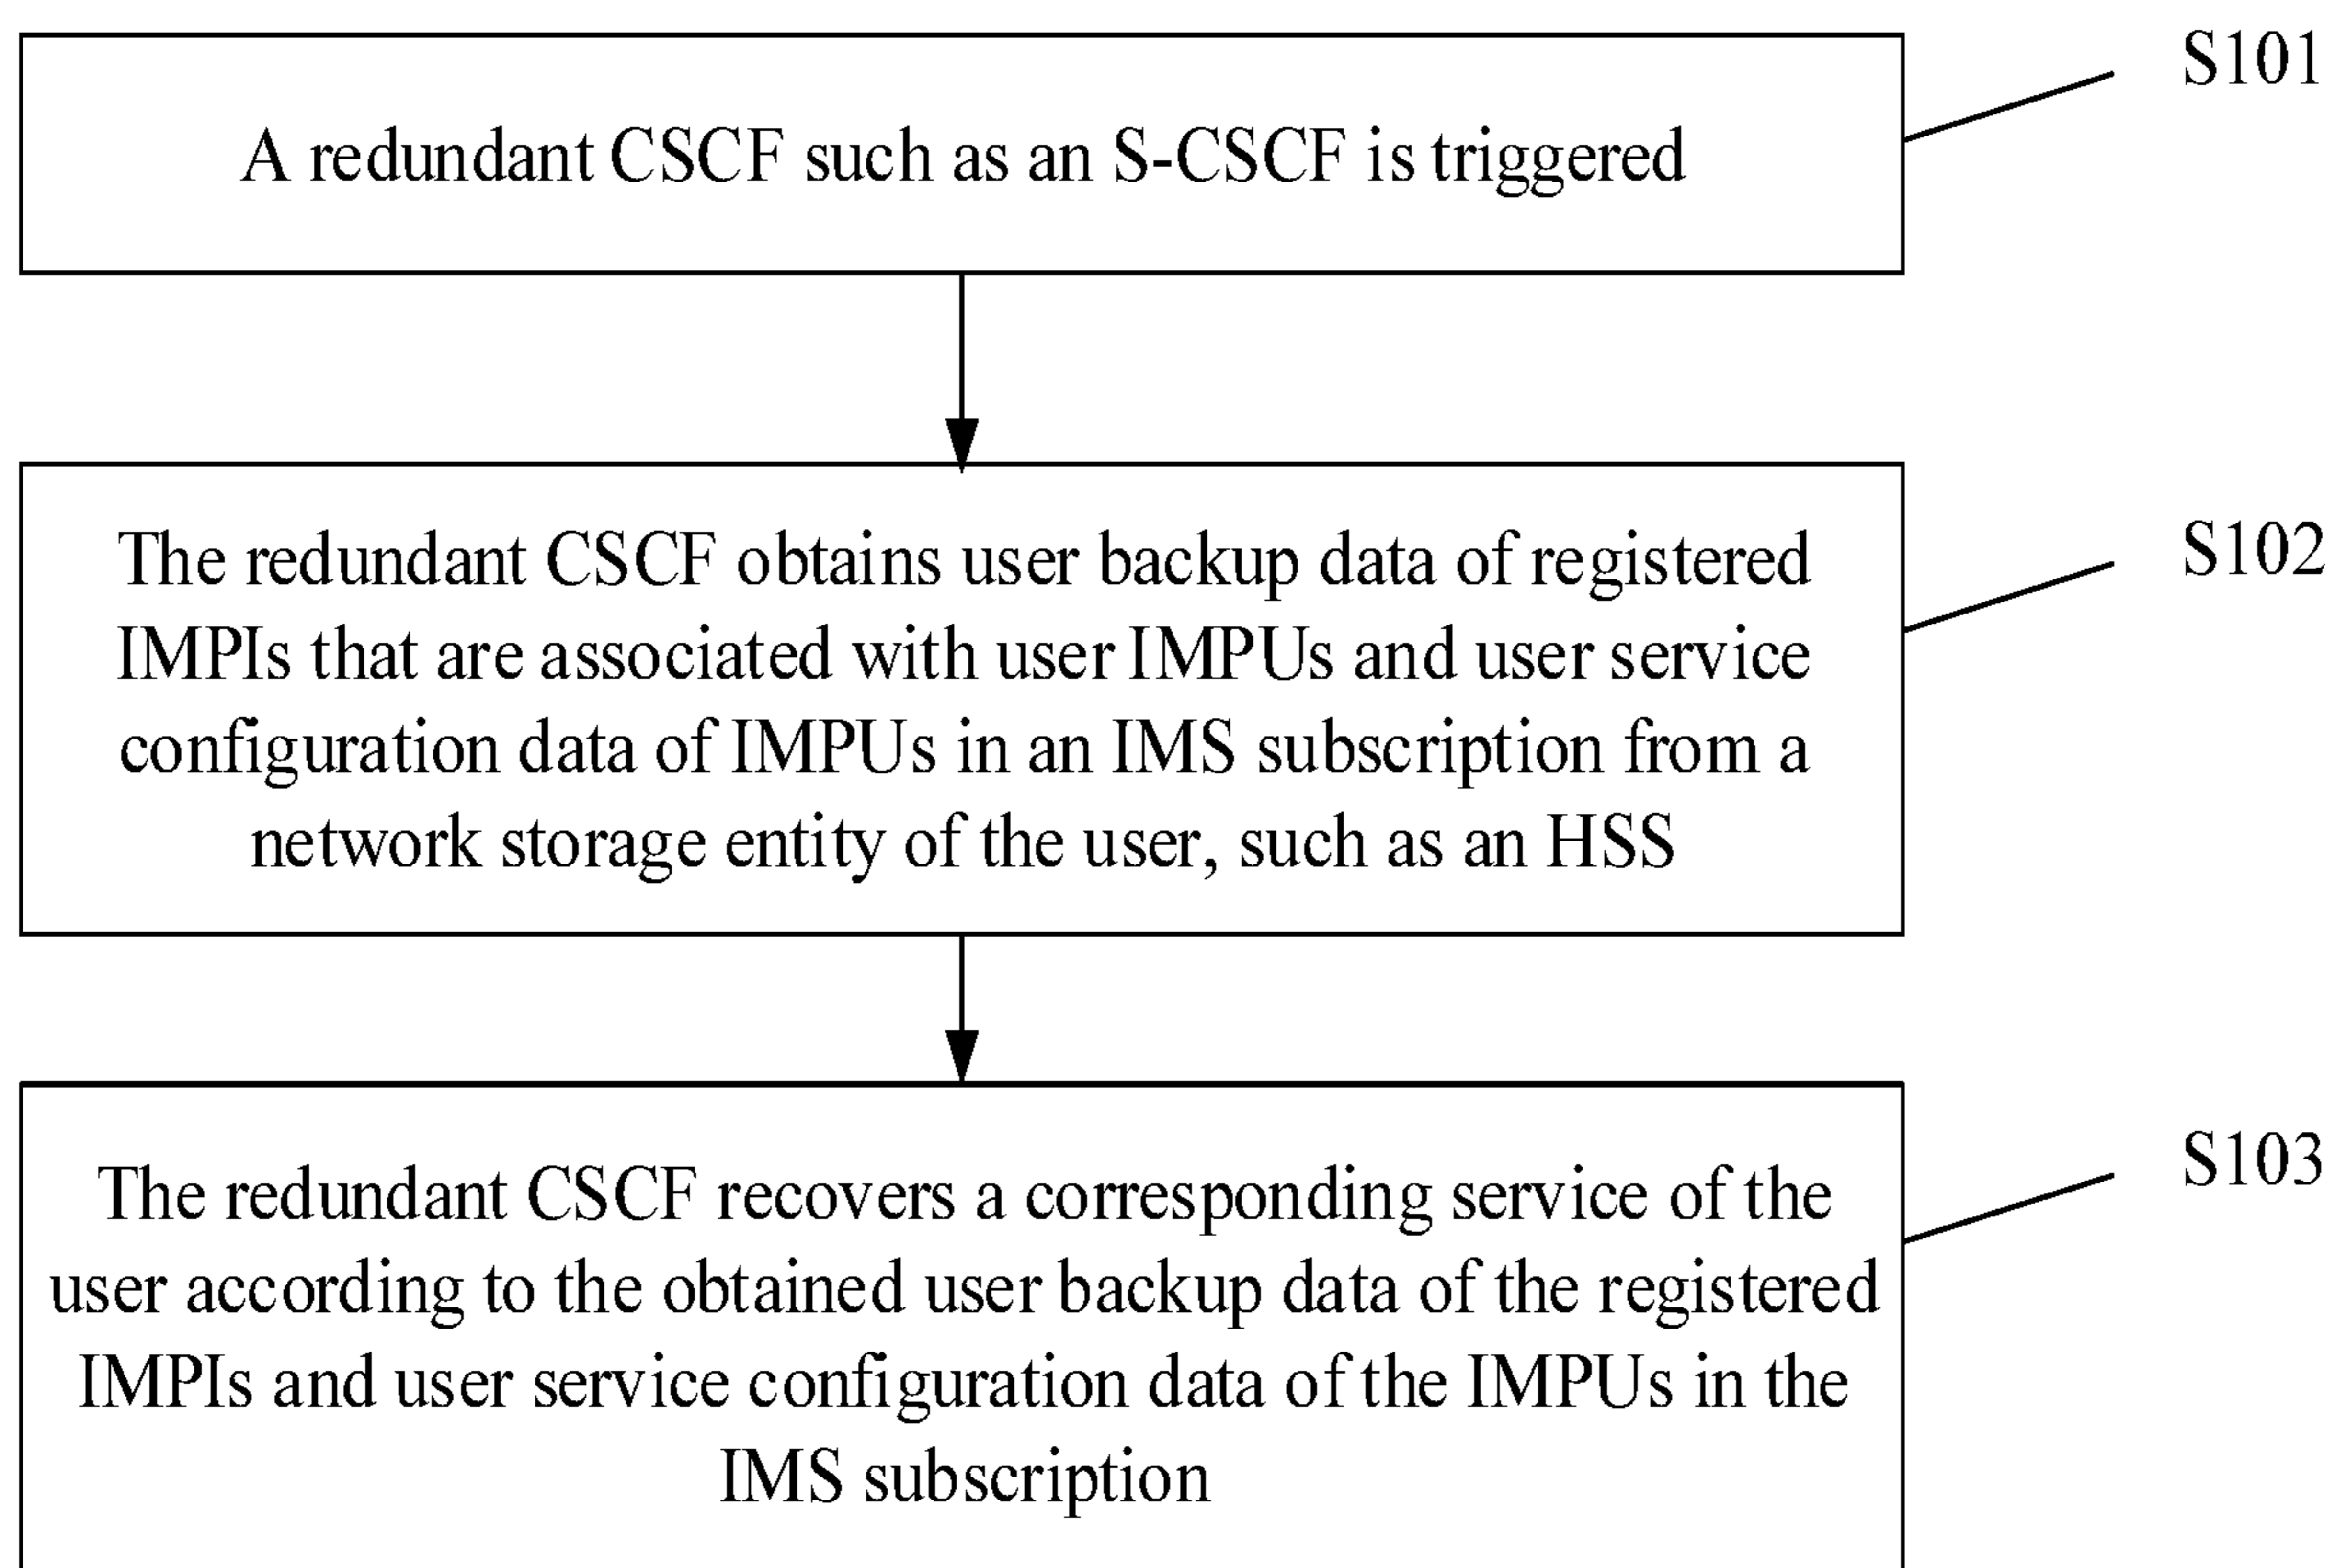 A redundant CSCF such as an S-CSCF is triggered
S101
The redundant CSCF obtains user backup data of registered
IMPIs that are associated with user IMPUs and user service
configuration data of IMPUs in an IMS subscription from a
network storage entity of the user, such as an HSS
S102
The redundant CSCF recovers a corresponding service of the
user according to the obtained user backup data of the registered
IMPIs and user service configuration data of the IMPUs in the
IMS subscription
S103